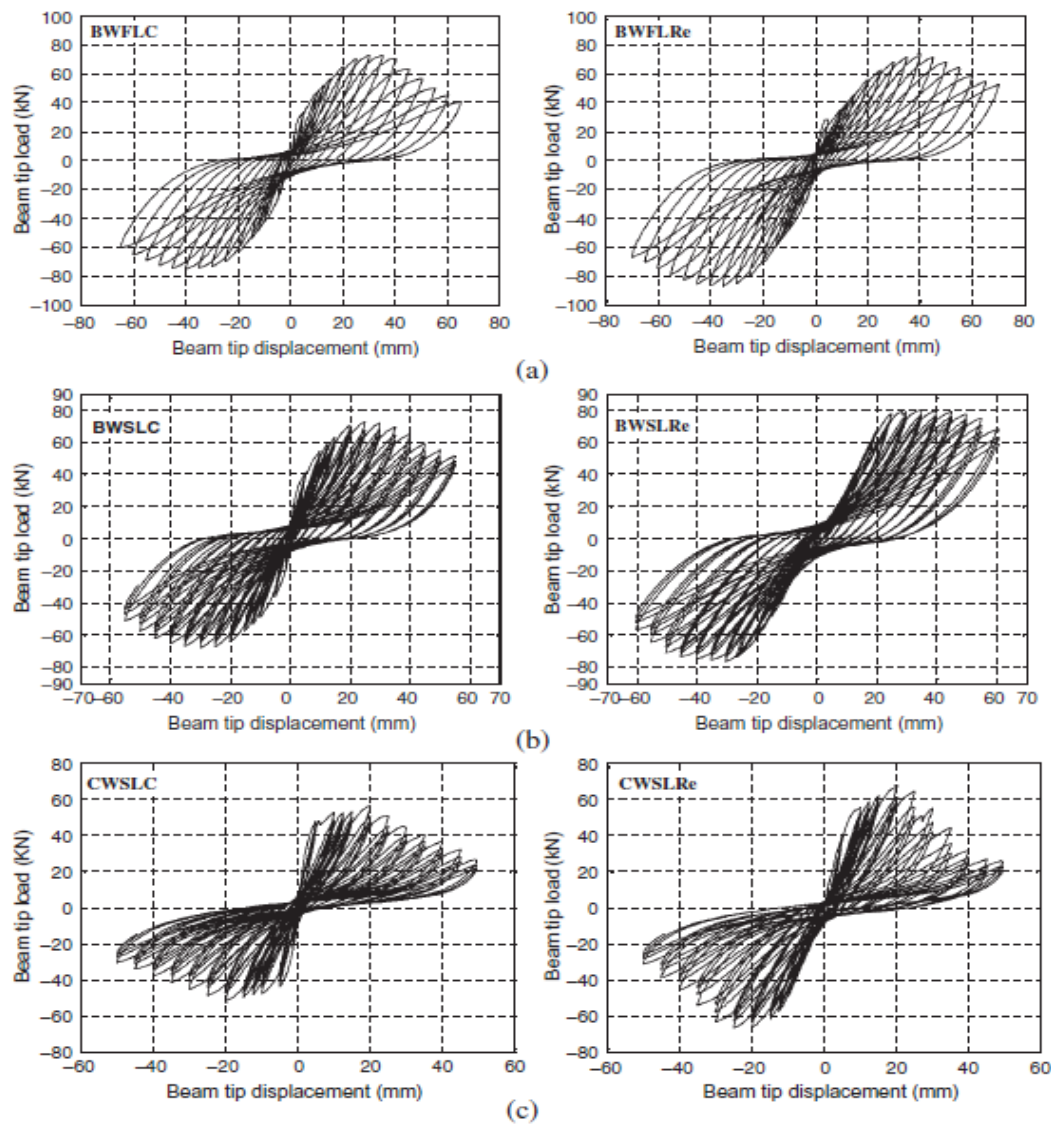 BWFLC
Beam tip load (kN)
100
80
60
40
20
0
−20
−40
−60
−80
−100
−80 −60 −40 −20 0 20 40 60 80
Beam tip displacement (mm)
BWFLRe
Beam tip load (kN)
100
80
60
40
20
0
−20
−40
−60
−80
−100
−80 −60 −40 −20 0 20 40 60 80
Beam tip displacement (mm)
(a)
BWSLC
Beam tip load (kN)
90
80
60
40
20
0
−20
−40
−60
−80
−90
−70−60 −40 −20 0 20 40 60 70
Beam tip displacement (mm)
BWSLRe
Beam tip load (kN)
90
80
60
40
20
0
−20
−40
−60
−80
−90
−70 −60 −40 −20 0 20 40 60 70
Beam tip displacement (mm)
(b)
CWSLC
Beam tip load (KN)
80
60
40
20
0
−20
−40
−60
−80
−60 −40 −20 0 20 40 60
Beam tip displacement (mm)
CWSLRe
Beam tip load (kN)
80
60
40
20
0
−20
−40
−60
−80
−60 −40 −20 0 20 40 60
Beam tip displacement (mm)
(c)